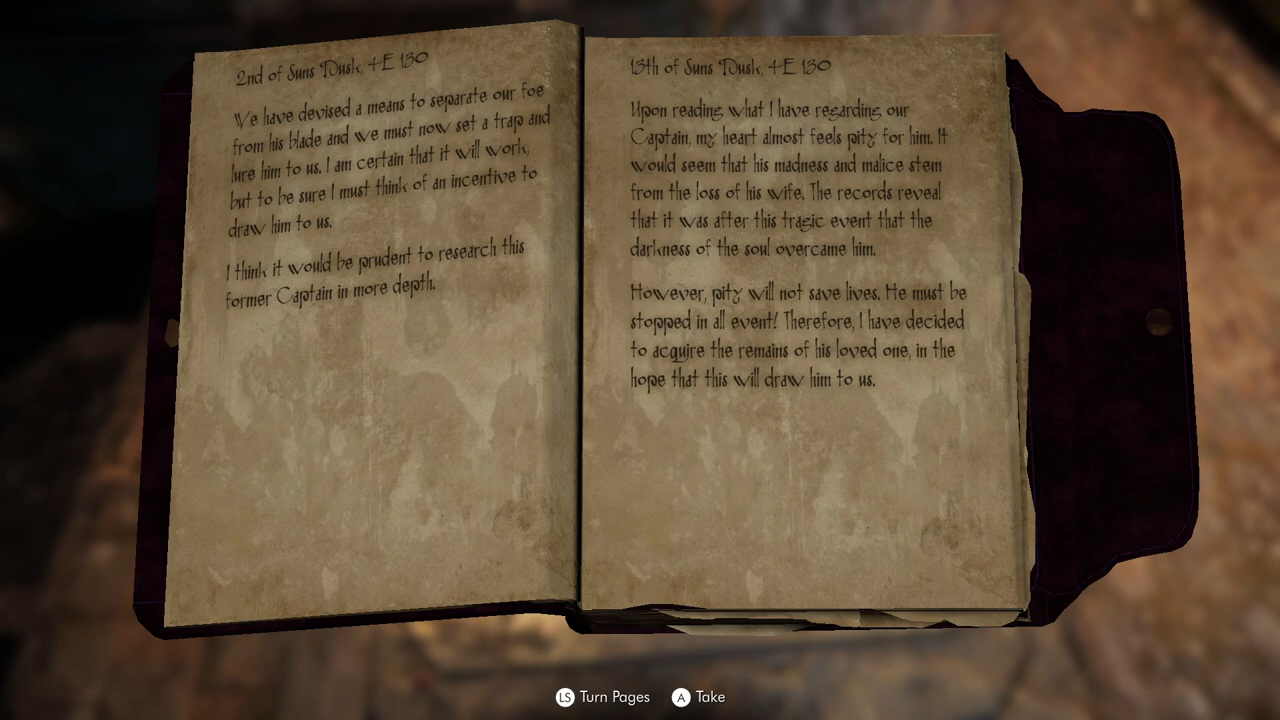 2nd of Suns Dusk, 4E 130
We have devised a means to separate our foe
from his blade and we must now set a trap and
lure him to us. I am certain that it will work,
but to be sure I must think of an incentive to
draw him to us.
I think it would be prudent to research this
former Captain in more depth.
13th of Suns Dusk, 4E 130
Upon reading what I have regarding our
Captain, my heart almost feels pity for him. It
would seem that his madness and malice stem
from the loss of his wife. The records reveal
that it was after this tragic event that the
darkness of the soul overcame him.
However, pity will not save lives. He must be
stopped in all event! Therefore, I have decided
to acquire the remains of his loved one, in the
hope that this will draw him to us.
LS Turn Pages A Take